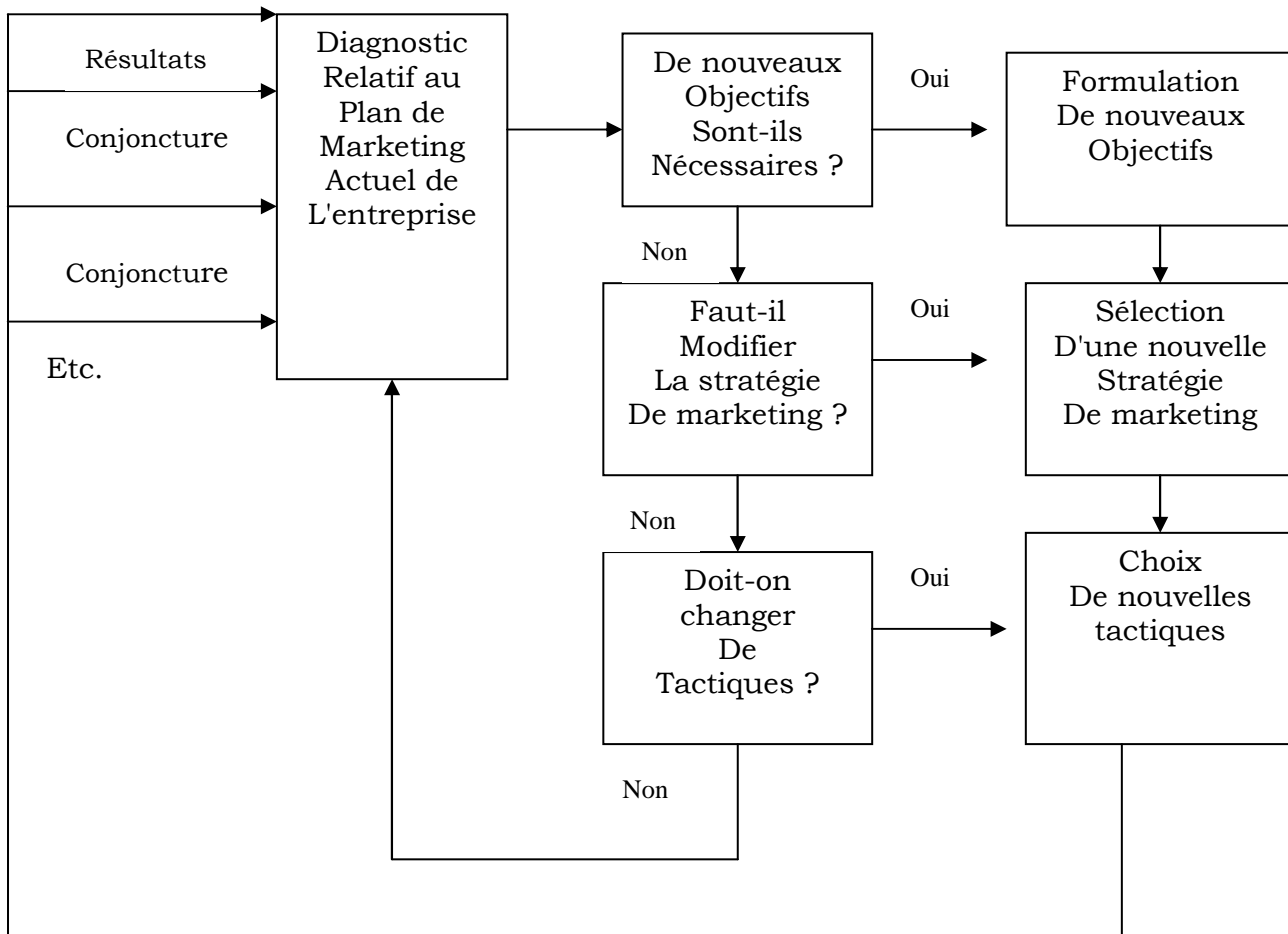 Résultats
Conjoncture
Conjoncture
Etc.
Diagnostic
Relatif au
Plan de
Marketing
Actuel de
L'entreprise
De nouveaux
Objectifs
Sont-ils
Nécessaires ?
Oui
Formulation
De nouveaux
Objectifs
Non
Faut-il
Modifier
La stratégie
De marketing ?
Oui
Sélection
D'une nouvelle
Stratégie
De marketing
Non
Doit-on
changer
De
Tactiques ?
Oui
Choix
De nouvelles
tactiques
Non